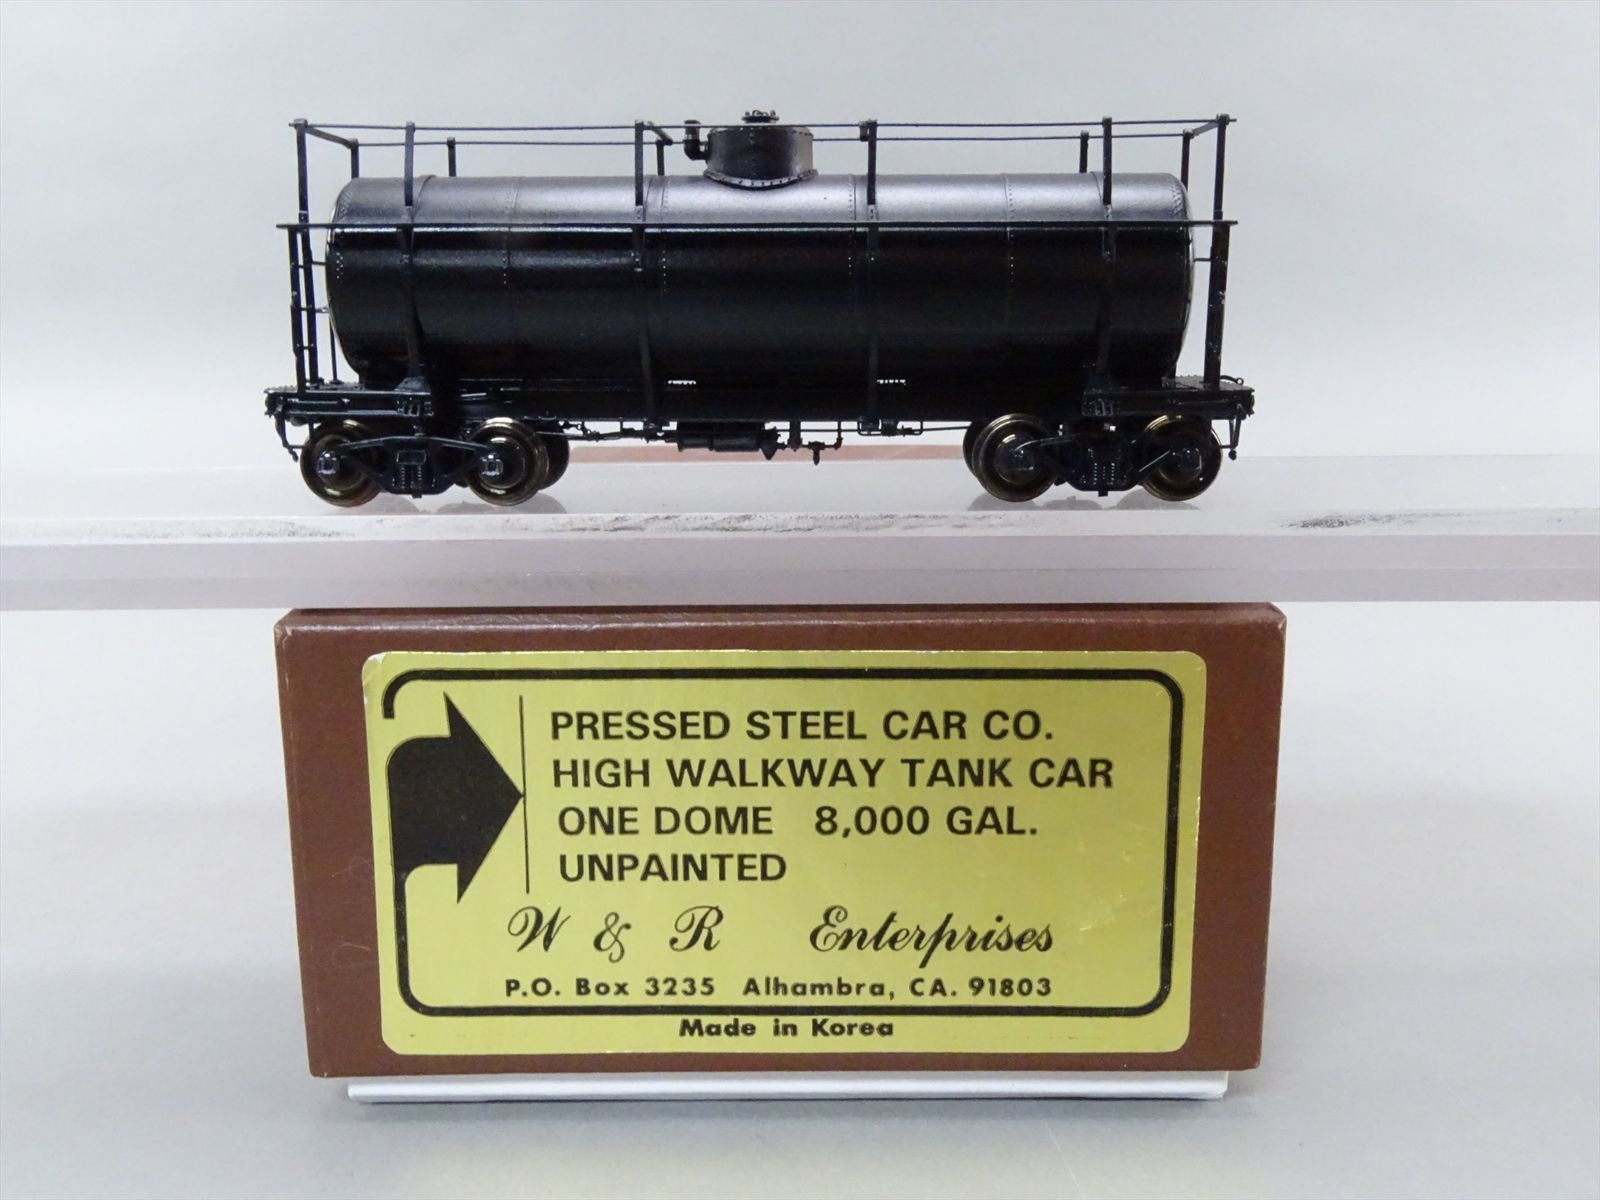 PRESSED STEEL CAR CO.
HIGH WALKWAY TANK CAR
ONE DOME 8,000 GAL.
UNPAINTED
W & R Enterprises
P.O. Box 3235 Alhambra, CA. 91803
Made in Korea